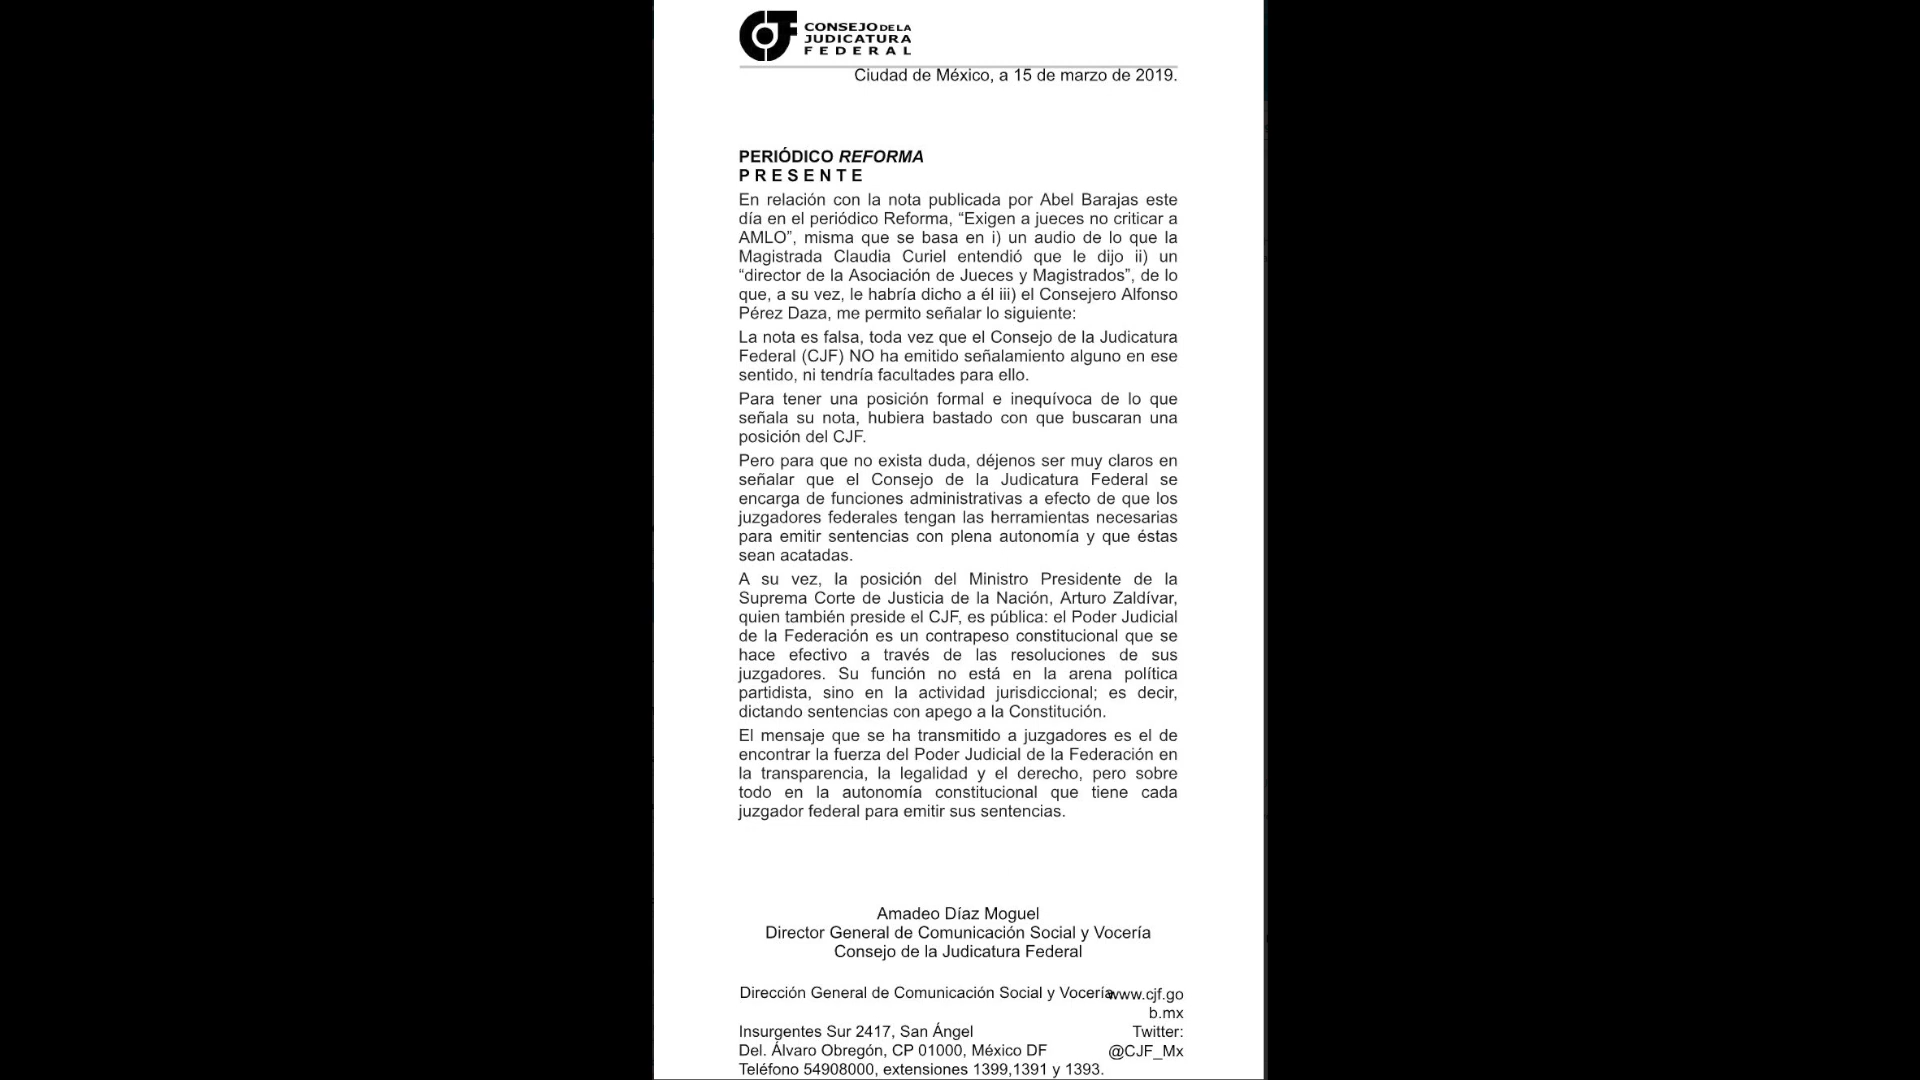 CONSEJO DE LA
JUDICATURA
FEDERAL
Ciudad de México, a 15 de marzo de 2019.
PERIÓDICO REFORMA
P R E S E N T E
En relación con la nota publicada por Abel Barajas este
día en el periódico Reforma, “Exigen a jueces no criticar a
AMLO”, misma que se basa en i) un audio de lo que la
Magistrada Claudia Curiel entendió que le dijo ii) un
“director de la Asociación de Jueces y Magistrados”, de lo
que, a su vez, le habría dicho a él iii) el Consejero Alfonso
Pérez Daza, me permito señalar lo siguiente:
La nota es falsa, toda vez que el Consejo de la Judicatura
Federal (CJF) NO ha emitido señalamiento alguno en ese
sentido, ni tendría facultades para ello.
Para tener una posición formal e inequívoca de lo que
señala su nota, hubiera bastado con que buscaran una
posición del CJF.
Pero para que no exista duda, déjenos ser muy claros en
señalar que el Consejo de la Judicatura Federal se
encarga de funciones administrativas a efecto de que los
juzgadores federales tengan las herramientas necesarias
para emitir sentencias con plena autonomía y que éstas
sean acatadas.
A su vez, la posición del Ministro Presidente de la
Suprema Corte de Justicia de la Nación, Arturo Zaldívar,
quien también preside el CJF, es pública: el Poder Judicial
de la Federación es un contrapeso constitucional que se
hace efectivo a través de las resoluciones de sus
juzgadores. Su función no está en la arena política
partidista, sino en la actividad jurisdiccional; es decir,
dictando sentencias con apego a la Constitución.
El mensaje que se ha transmitido a juzgadores es el de
encontrar la fuerza del Poder Judicial de la Federación en
la transparencia, la legalidad y el derecho, pero sobre
todo en la autonomía constitucional que tiene cada
juzgador federal para emitir sus sentencias.
Amadeo Díaz Moguel
Director General de Comunicación Social y Vocería
Consejo de la Judicatura Federal
Dirección General de Comunicación Social y Vocería
www.cjf.go
b.mx
Insurgentes Sur 2417, San Ángel
Twitter:
Del. Álvaro Obregón, CP 01000, México DF
@CJF_Mx
Teléfono 54908000, extensiones 1399,1391 y 1393.